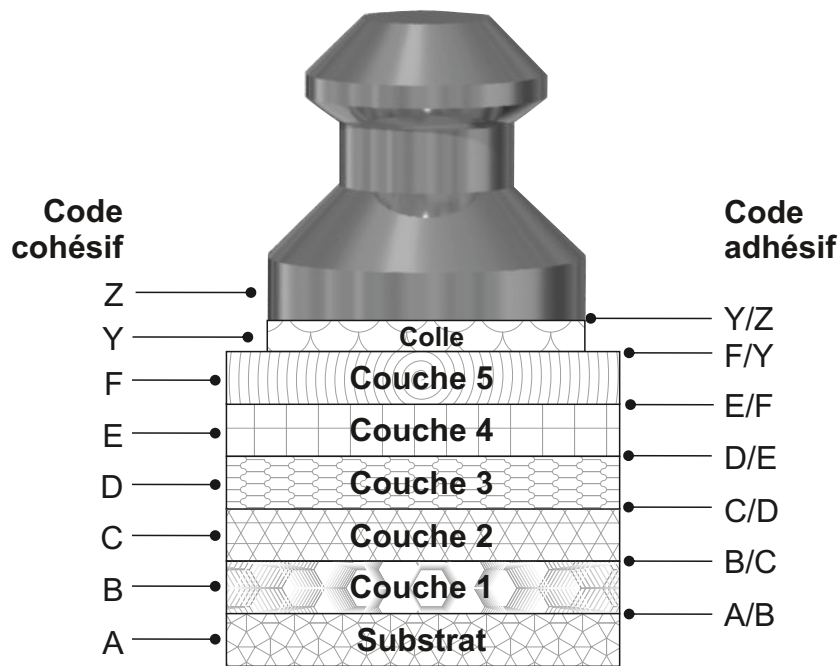 Code
cohésif
Code
adhésif
Z
Y/Z
Y
Colle
F/Y
F
Couche 5
E/F
E
Couche 4
D/E
D
Couche 3
C/D
C
Couche 2
B/C
B
Couche 1
A/B
A
Substrat